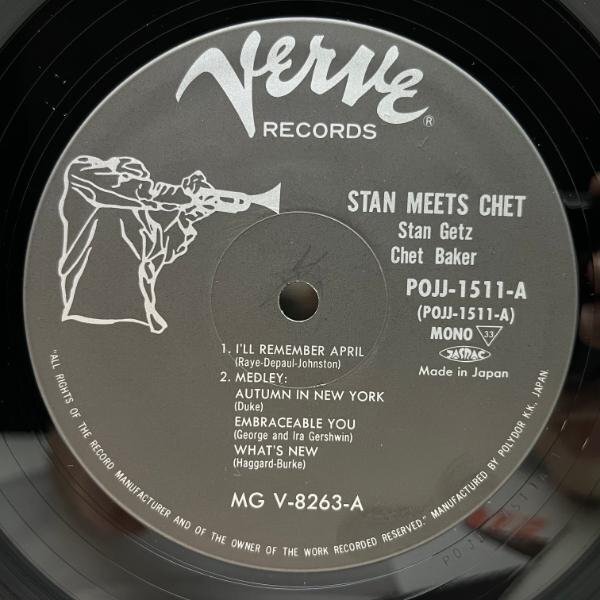 Verve
RECORDS
®
STAN MEETS CHET
Stan Getz
Chet Baker
POJJ-1511-A
(POJJ-1511-A)
MONO 33
JASRAC
Made in Japan
1. I'LL REMEMBER APRIL
(Raye-Depaul-Johnston)
2. MEDLEY:
AUTUMN IN NEW YORK
(Duke)
EMBRACEABLE YOU
(George and Ira Gershwin)
WHAT'S NEW
(Haggard-Burke)
MG V-8263-A
"ALL RIGHTS OF THE RECORD MANUFACTURER AND OF THE OWNER OF THE WORK RECORDED RESERVED." MANUFACTURED BY POLYDOR K.K., JAPAN